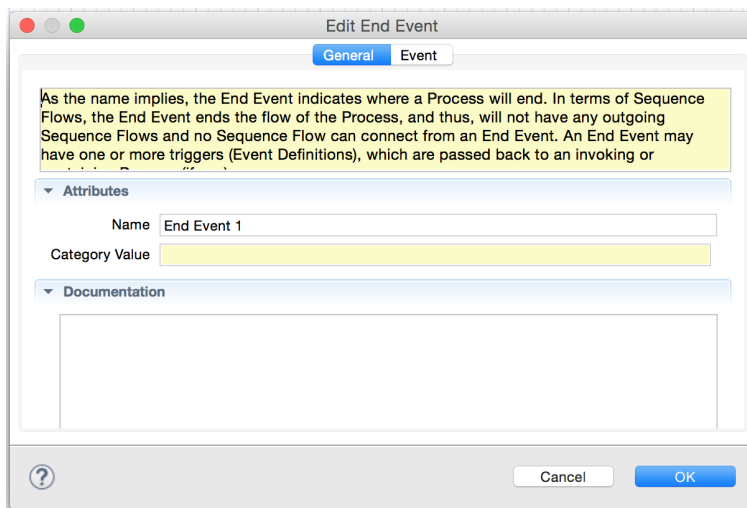 Edit End Event
General Event
As the name implies, the End Event indicates where a Process will end. In terms of Sequence
Flows, the End Event ends the flow of the Process, and thus, will not have any outgoing
Sequence Flows and no Sequence Flow can connect from an End Event. An End Event may
have one or more triggers (Event Definitions), which are passed back to an invoking or
Attributes
Name End Event 1
Category Value
Documentation
?
Cancel OK